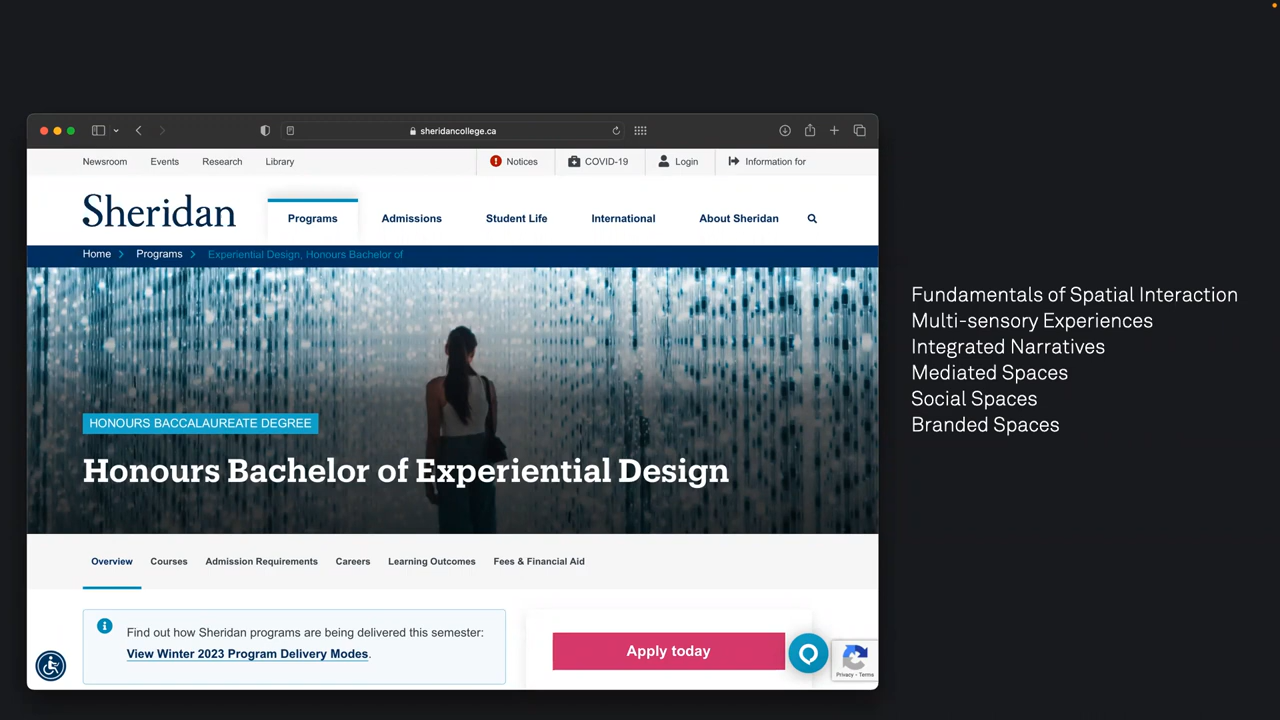 sheridancollege.ca
Newsroom Events Research Library Notices COVID-19 Login Information for
Sheridan
Programs Admissions Student Life International About Sheridan
Home Programs Experiential Design, Honours Bachelor of
HONOURS BACCALAUREATE DEGREE
Honours Bachelor of Experiential Design
Overview Courses Admission Requirements Careers Learning Outcomes Fees & Financial Aid
Find out how Sheridan programs are being delivered this semester:
View Winter 2023 Program Delivery Modes.
Apply today
Privacy - Terms
Fundamentals of Spatial Interaction
Multi-sensory Experiences
Integrated Narratives
Mediated Spaces
Social Spaces
Branded Spaces